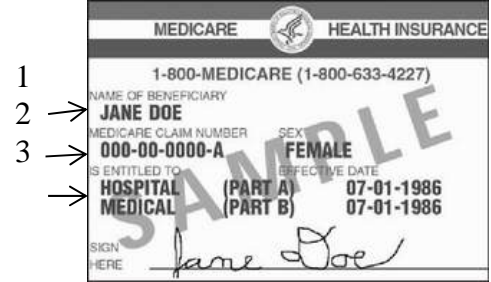 MEDICARE HEALTH INSURANCE
1-800-MEDICARE (1-800-633-4227)
1
NAME OF BENEFICIARY
2 JANE DOE
MEDICARE CLAIM NUMBER SEX
3 000-00-0000-A FEMALE
IS ENTITLED TO EFFECTIVE DATE
HOSPITAL (PART A) 07-01-1986
MEDICAL (PART B) 07-01-1986
SAMPLE
SIGN
HERE Jane Doe